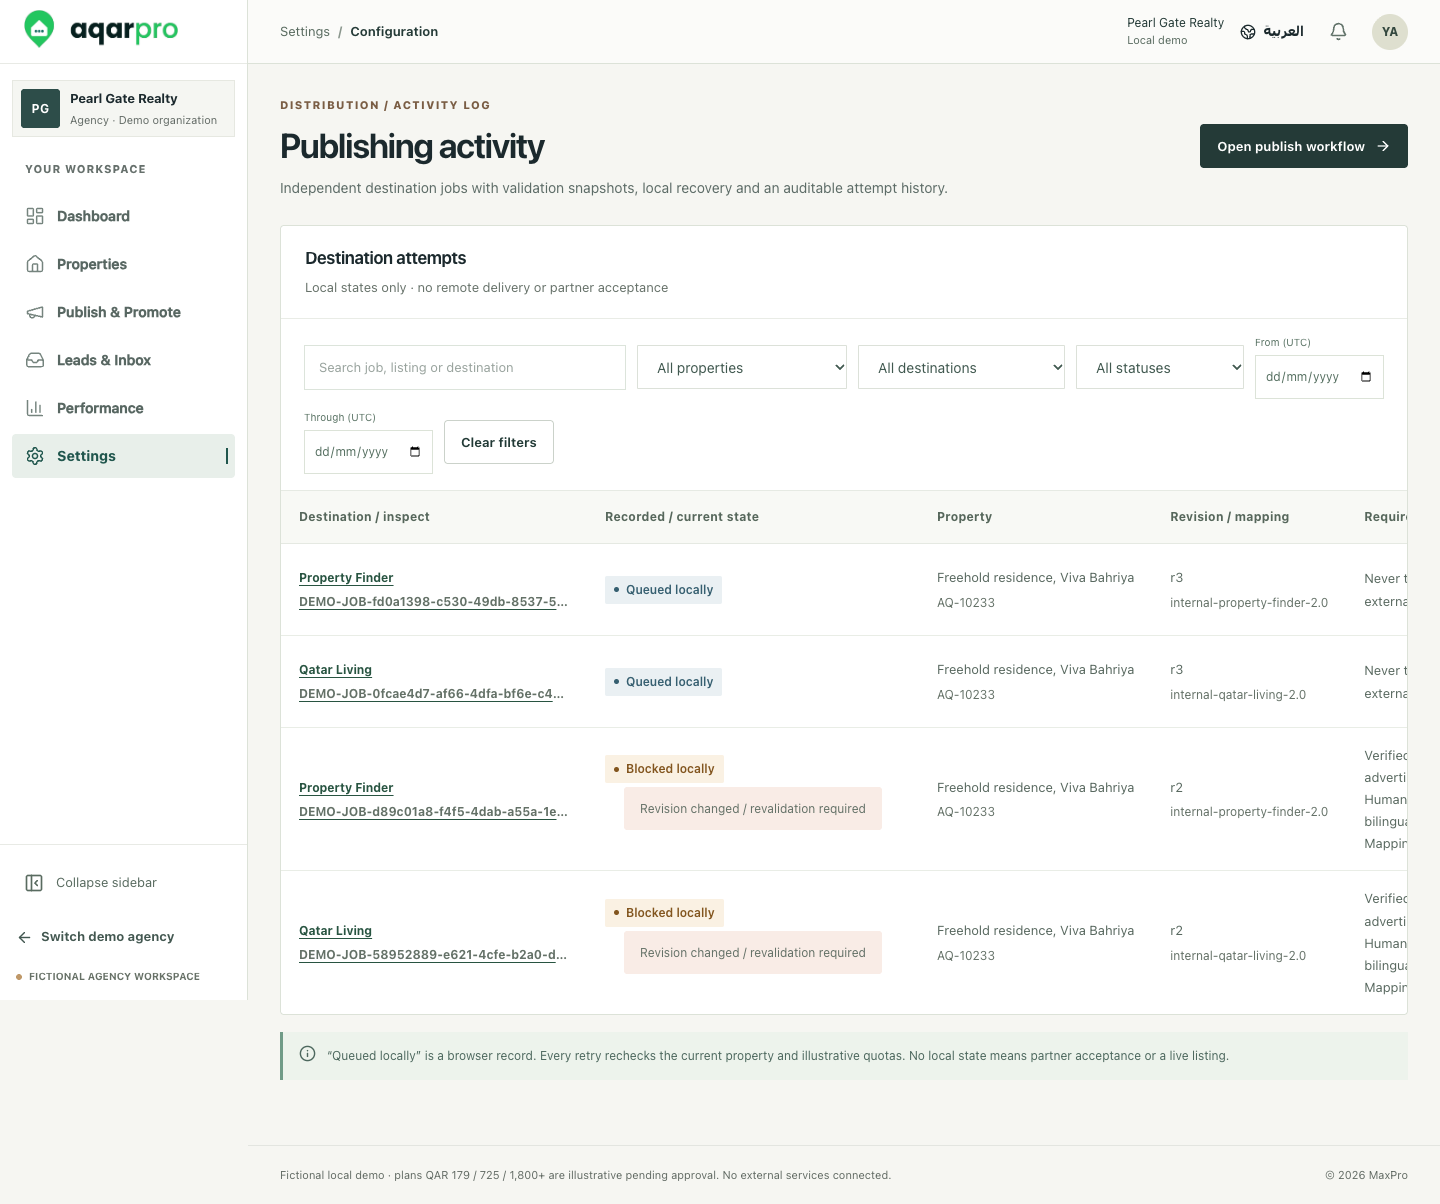 aqarpro
Settings / Configuration
Pearl Gate Realty
Local demo
العربية
YA
PG
Pearl Gate Realty
Agency · Demo organization
YOUR WORKSPACE
Dashboard
Properties
Publish & Promote
Leads & Inbox
Performance
Settings
Collapse sidebar
Switch demo agency
FICTIONAL AGENCY WORKSPACE
DISTRIBUTION / ACTIVITY LOG
Publishing activity
Open publish workflow
Independent destination jobs with validation snapshots, local recovery and an auditable attempt history.
Destination attempts
Local states only · no remote delivery or partner acceptance
Search job, listing or destination
All properties
All destinations
All statuses
From (UTC)
dd/mm/yyyy
Through (UTC)
dd/mm/yyyy
Clear filters
Destination / inspect Recorded / current state Property Revision / mapping
Property Finder
DEMO-JOB-fd0a1398-c530-49db-8537-5...
Queued locally
Freehold residence, Viva Bahriya
AQ-10233
r3
internal-property-finder-2.0
Never
Qatar Living
DEMO-JOB-0fcae4d7-af66-4dfa-bf6e-c4...
Queued locally
Freehold residence, Viva Bahriya
AQ-10233
r3
internal-qatar-living-2.0
Never
Property Finder
DEMO-JOB-d89c01a8-f4f5-4dab-a55a-1e...
Blocked locally
Revision changed / revalidation required
Freehold residence, Viva Bahriya
AQ-10233
r2
internal-property-finder-2.0
Human
Qatar Living
DEMO-JOB-58952889-e621-4cfe-b2a0-d...
Blocked locally
Revision changed / revalidation required
Freehold residence, Viva Bahriya
AQ-10233
r2
internal-qatar-living-2.0
Human
“Queued locally” is a browser record. Every retry rechecks the current property and illustrative quotas. No local state means partner acceptance or a live listing.
Fictional local demo · plans QAR 179 / 725 / 1,800+ are illustrative pending approval. No external services connected.
© 2026 MaxPro